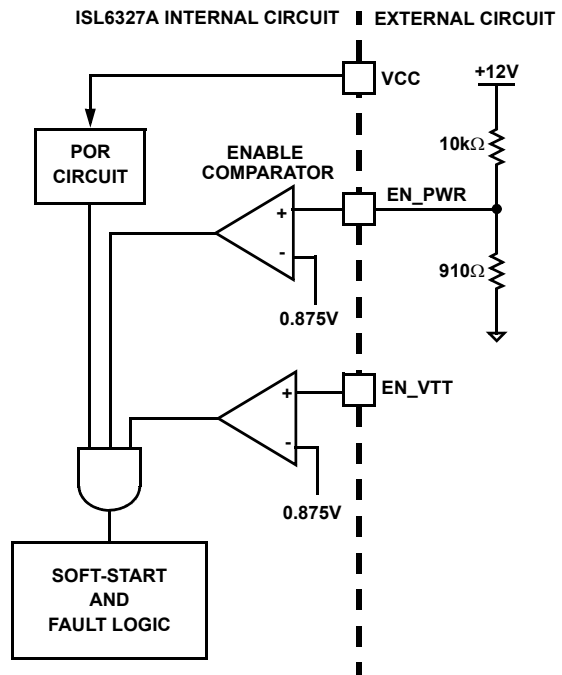 ISL6327A INTERNAL CIRCUIT
EXTERNAL CIRCUIT
VCC
+12V
POR
CIRCUIT
ENABLE
COMPARATOR
10kΩ
EN_PWR
+
-
0.875V
910Ω
EN_VTT
+
-
0.875V
SOFT-START
AND
FAULT LOGIC